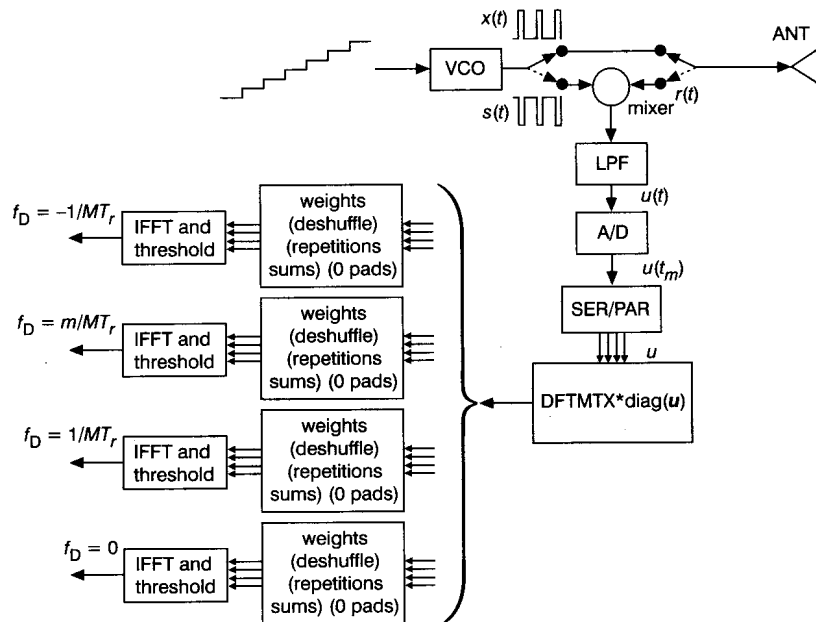 x(t)
ANT
VCO
s(t)
mixer
r(t)
LPF
u(t)
A/D
u(t_m)
SER/PAR
u
DFTMTX*diag(u)
f_D = −1/MT_r
IFFT and
threshold
weights
(deshuffle)
(repetitions
sums) (0 pads)
f_D = m/MT_r
IFFT and
threshold
weights
(deshuffle)
(repetitions
sums) (0 pads)
f_D = 1/MT_r
IFFT and
threshold
weights
(deshuffle)
(repetitions
sums) (0 pads)
f_D = 0
IFFT and
threshold
weights
(deshuffle)
(repetitions
sums) (0 pads)